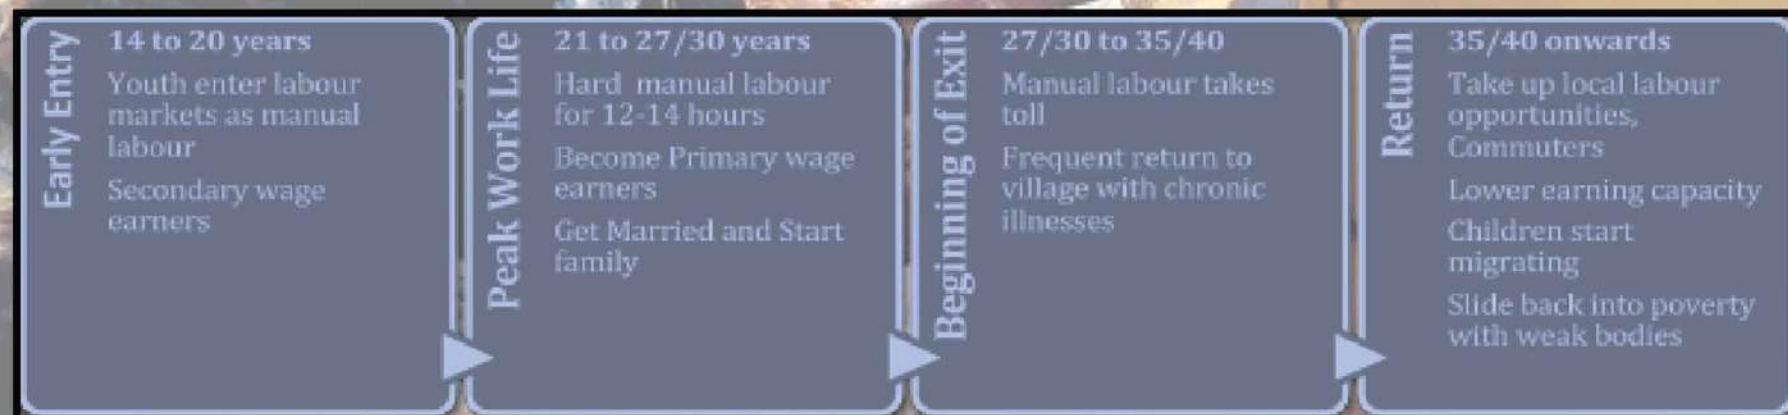 Early Entry
14 to 20 years
Youth enter labour
markets as manual
labour
Secondary wage
earners
Peak Work Life
21 to 27/30 years
Hard manual labour
for 12-14 hours
Become Primary wage
earners
Get Married and Start
family
Beginning of Exit
27/30 to 35/40
Manual labour takes
toll
Frequent return to
village with chronic
illnesses
Return
35/40 onwards
Take up local labour
opportunities,
Commuters
Lower earning capacity
Children start
migrating
Slide back into poverty
with weak bodies